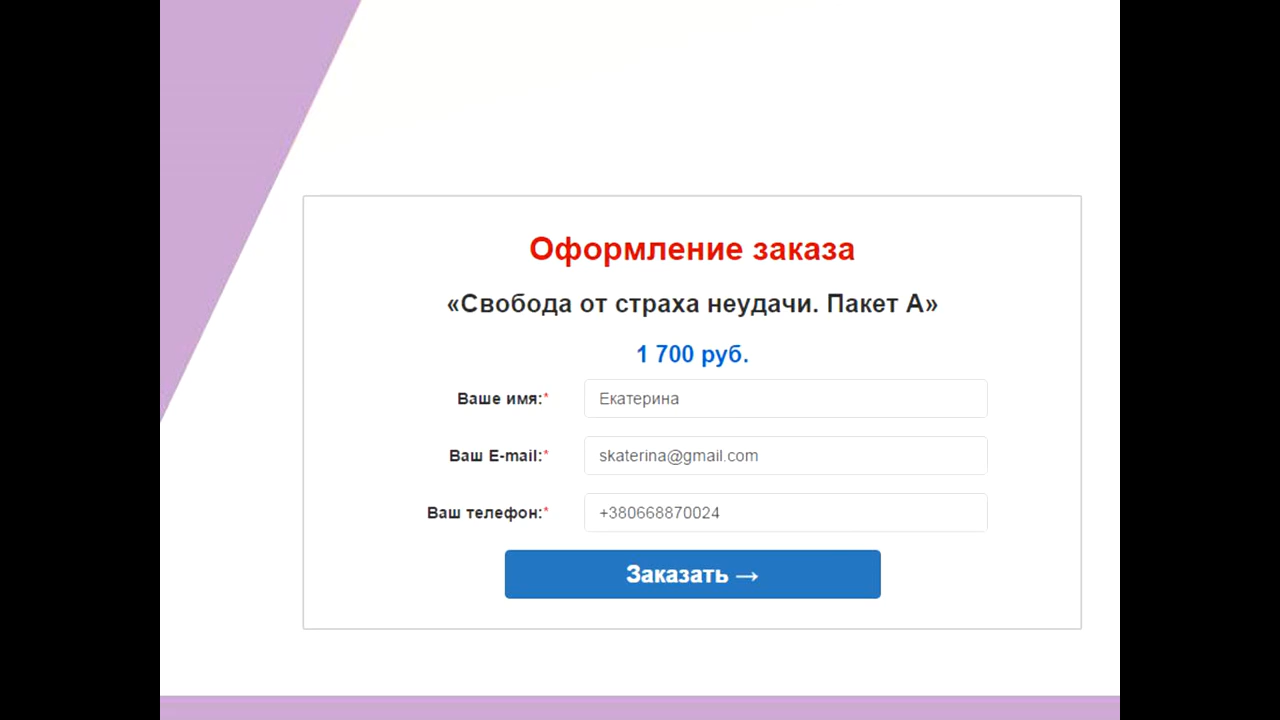 Оформление заказа
«Свобода от страха неудачи. Пакет А»
1 700 руб.
Ваше имя:* Екатерина
Ваш E-mail:* skaterina@gmail.com
Ваш телефон:* +380668870024
Заказать →